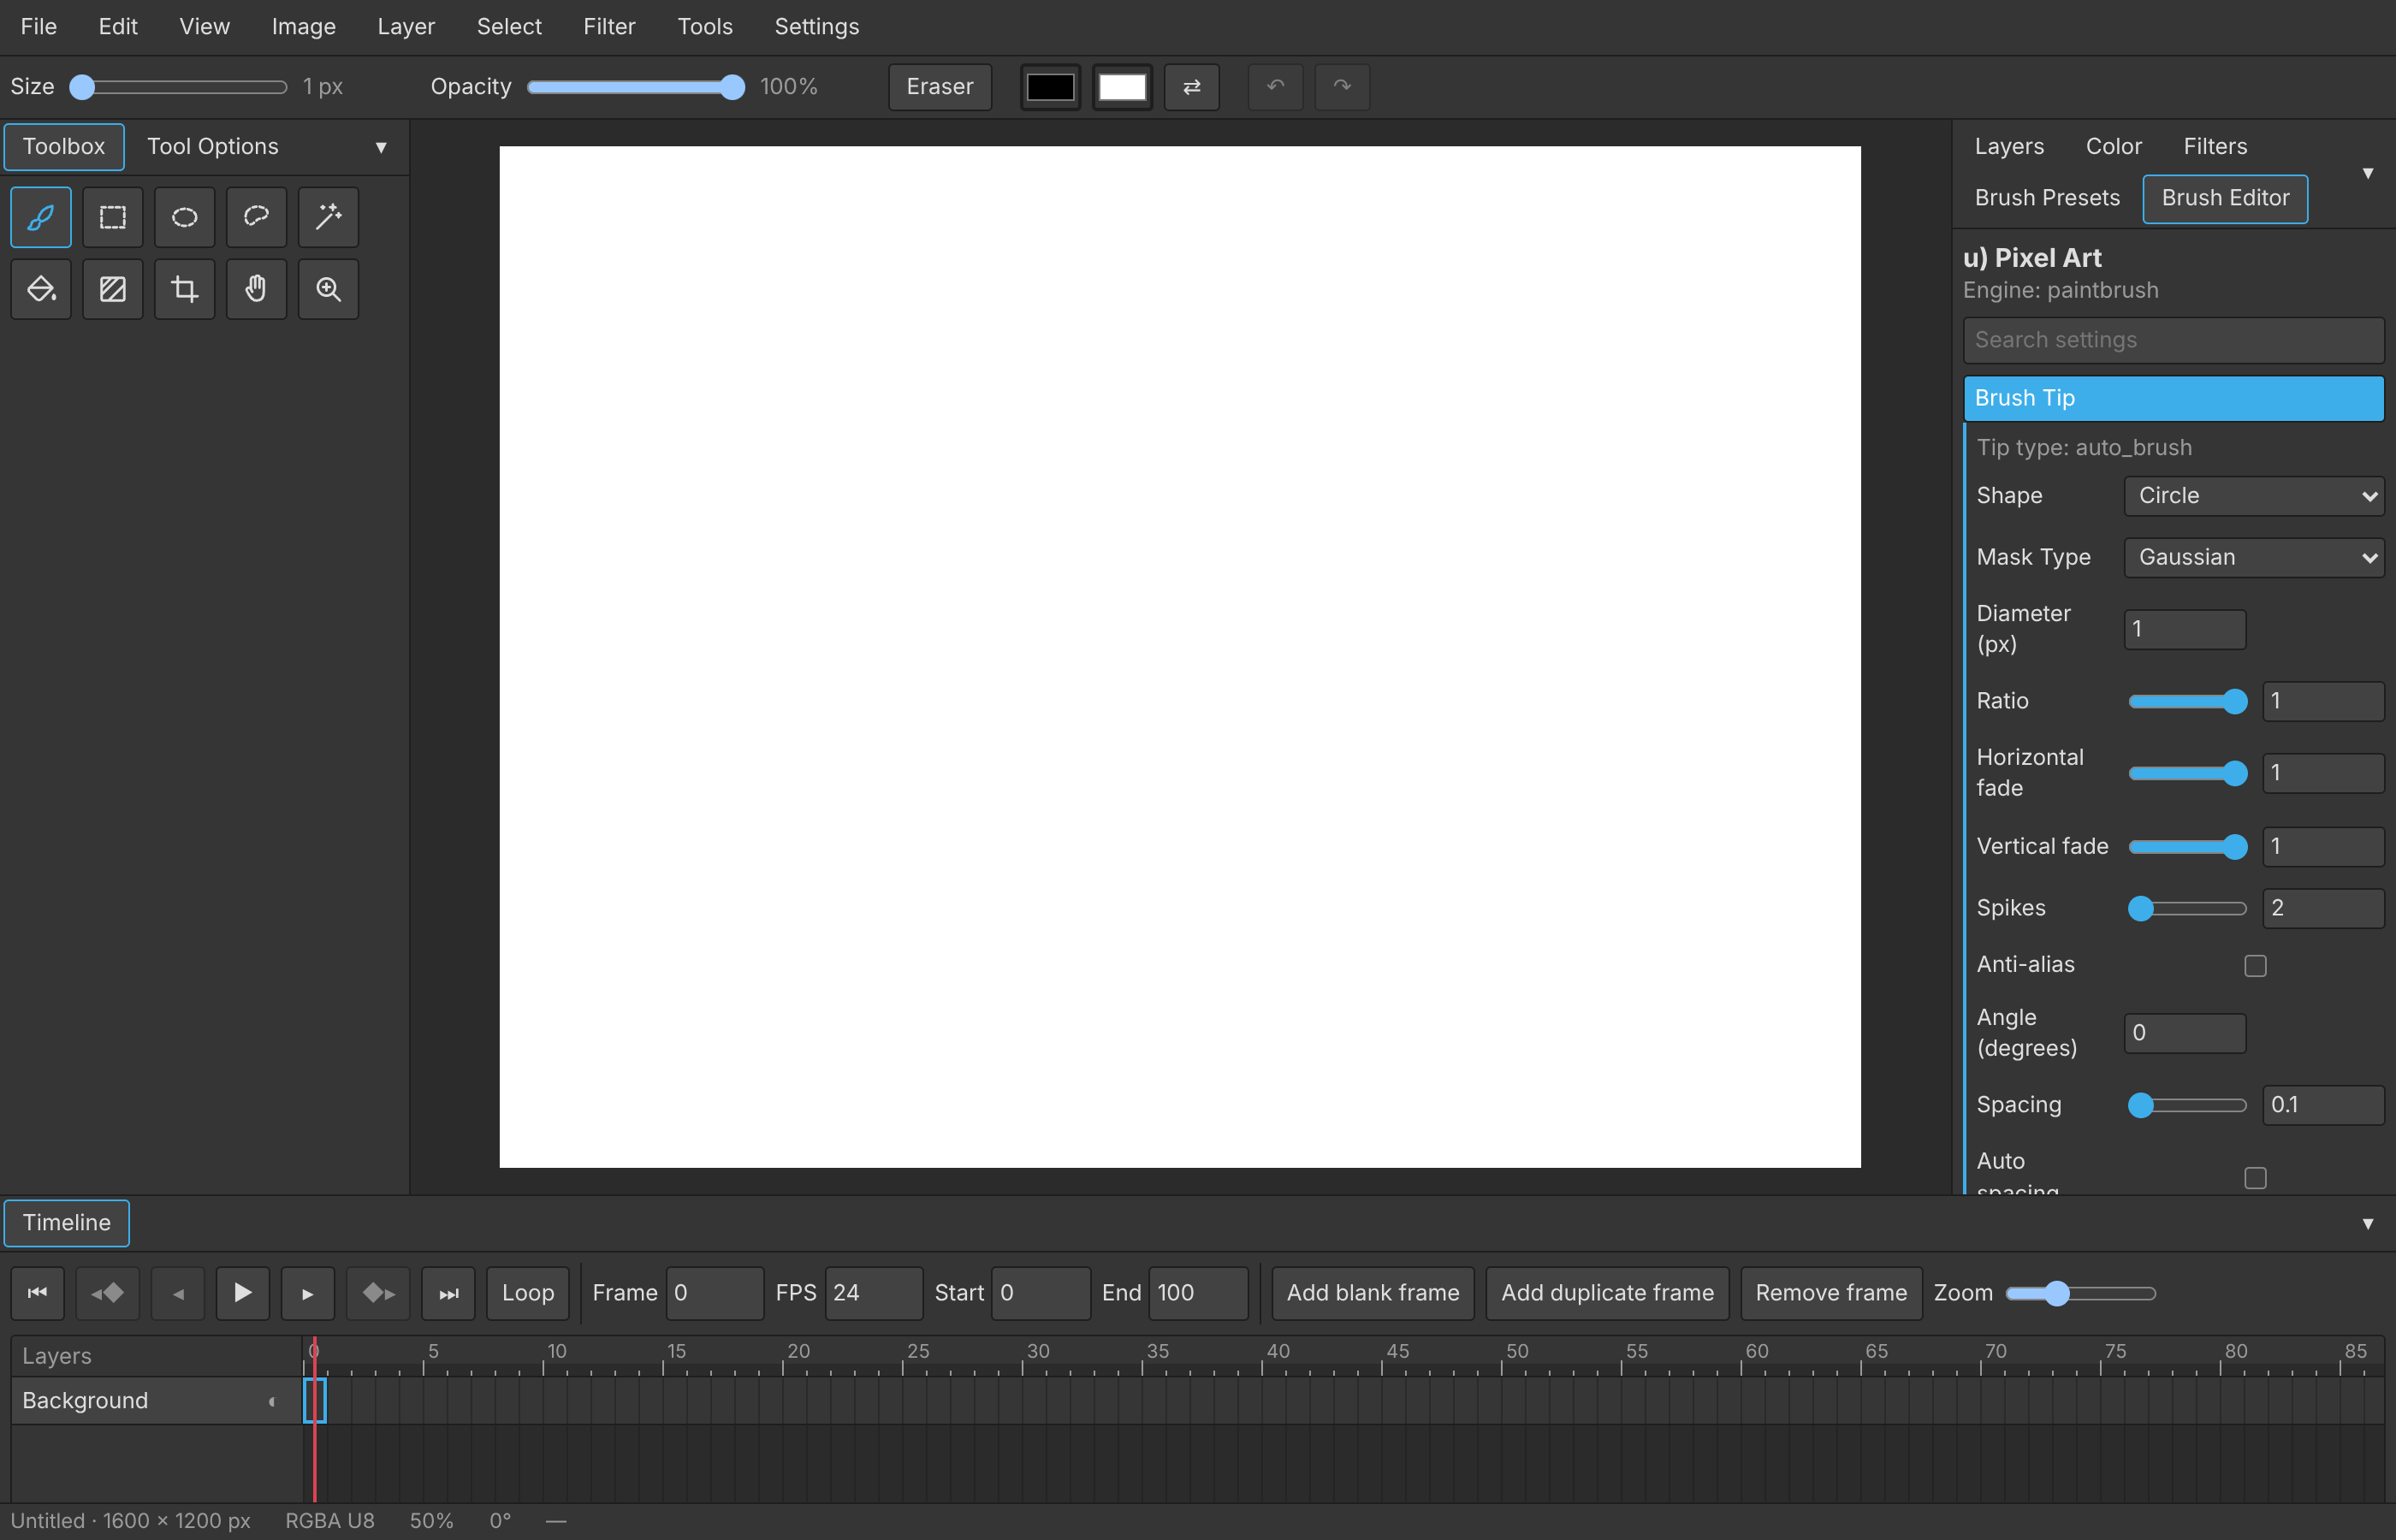 File Edit View Image Layer Select Filter Tools Settings
Size 1 px Opacity 100% Eraser
Toolbox Tool Options
Layers Color Filters
Brush Presets Brush Editor
u) Pixel Art
Engine: paintbrush
Search settings
Brush Tip
Tip type: auto_brush
Shape Circle
Mask Type Gaussian
Diameter
(px) 1
Ratio 1
Horizontal
fade 1
Vertical fade 1
Spikes 2
Anti-alias
Angle
(degrees) 0
Spacing 0.1
Auto
spacing
Timeline
Loop Frame 0 FPS 24 Start 0 End 100 Add blank frame Add duplicate frame Remove frame Zoom
Layers 0 5 10 15 20 25 30 35 40 45 50 55 60 65 70 75 80 85
Background
Untitled · 1600 × 1200 px RGBA U8 50% 0° —